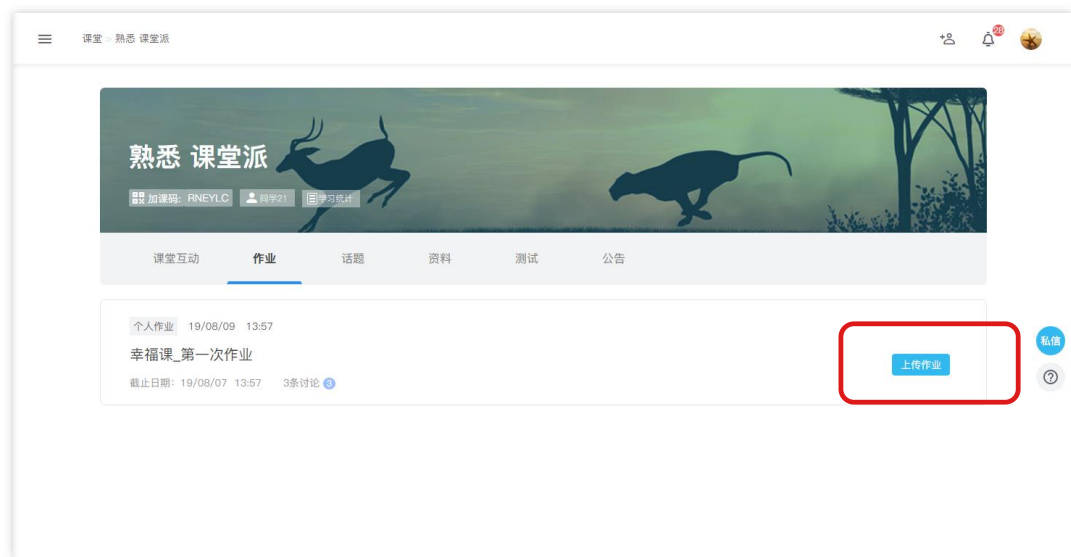 课堂 > 熟悉 课堂派
28
熟悉 课堂派
加课码: RNEYLC 同学21 学习统计
课堂互动 作业 话题 资料 测试 公告
个人作业 19/08/09 13:57
幸福课_第一次作业
上传作业
截止日期: 19/08/07 13:57 3条讨论 3
私信